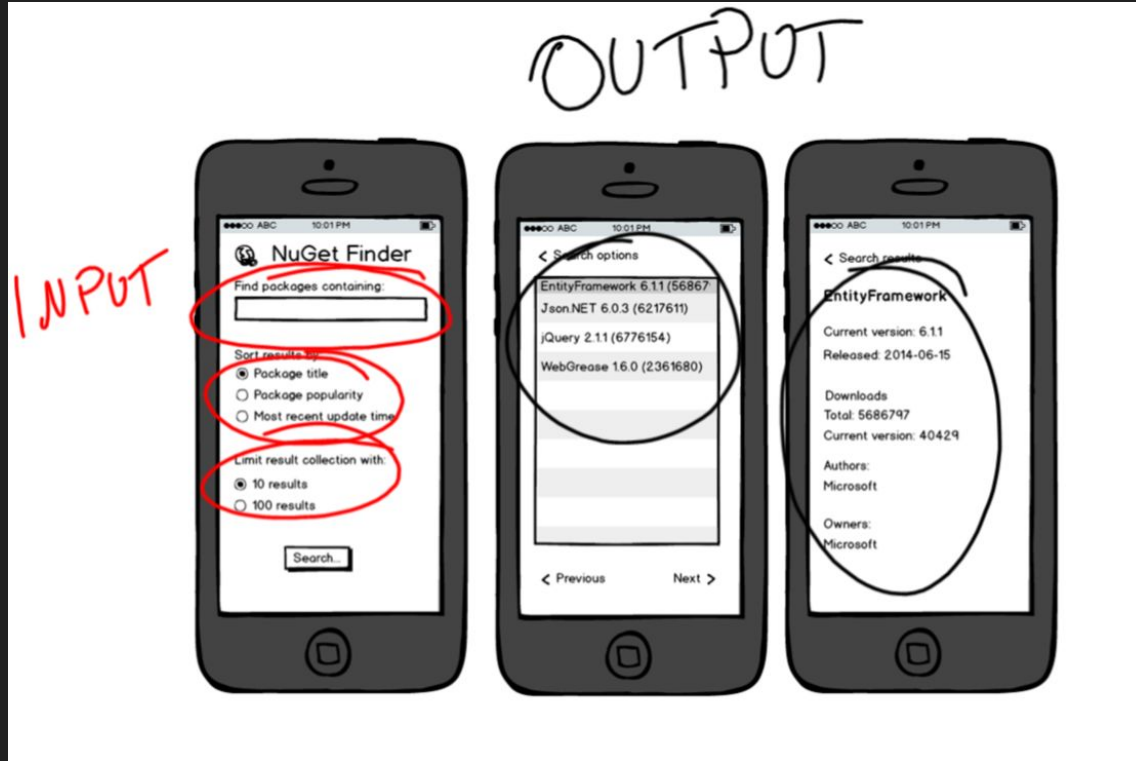 OUTPUT
INPUT
ABC 10:01 PM
NuGet Finder
Find packages containing:
Sort results by
Package title
Package popularity
Most recent update time
Limit result collection with:
10 results
100 results
Search...
ABC 10:01 PM
< Search options
EntityFramework 6.1.1 (56867
Json.NET 6.0.3 (6217611)
jQuery 2.1.1 (6776154)
WebGrease 1.6.0 (2361680)
< Previous Next >
ABC 10:01 PM
< Search results
EntityFramework
Current version: 6.1.1
Released: 2014-06-15
Downloads
Total: 5686797
Current version: 40429
Authors:
Microsoft
Owners:
Microsoft